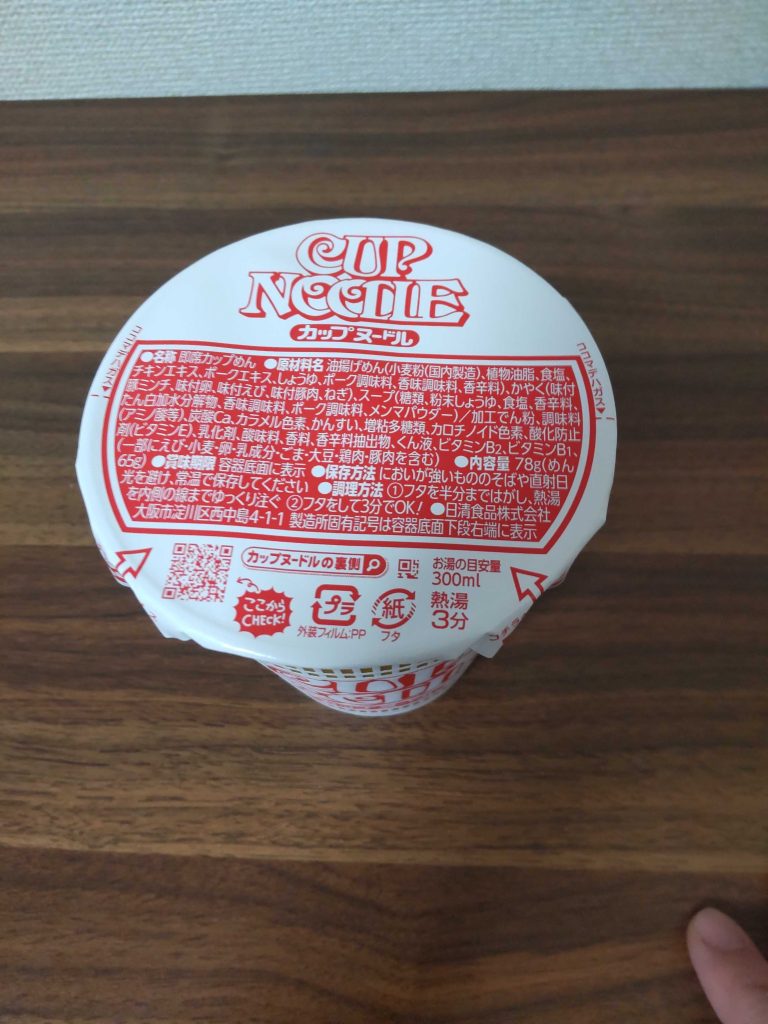 CUP
NOODLE
カップヌードル
ココマデハガス
ココマデハガス
●名称 即席カップめん ●原材料名 油揚げめん(小麦粉(国内製造)、植物油脂、食塩、
チキンエキス、ポークエキス、しょうゆ、ポーク調味料、香味調味料、香辛料)、かやく(味付
豚ミンチ、味付卵、味付えび、味付豚肉、ねぎ)、スープ(糖類、粉末しょうゆ、食塩、香辛料、
たん白加水分解物、香味調味料、ポーク調味料、メンマパウダー)／加工でん粉、調味料
(アミノ酸等)、炭酸Ca、カラメル色素、かんすい、増粘多糖類、カロチノイド色素、酸化防止
剤(ビタミンE)、乳化剤、酸味料、香料、香辛料抽出物、くん液、ビタミンB2、ビタミンB1、
(一部にえび・小麦・卵・乳成分・ごま・大豆・鶏肉・豚肉を含む) ●内容量 78g(めん
65g) ●賞味期限 容器底面に表示 ●保存方法 においが強いもののそばや直射日
光を避け、常温で保存してください ●調理方法 ①フタを半分まではがし、熱湯
を内側の線までゆっくり注ぐ ②フタをして3分でOK! ●日清食品株式会社
大阪市淀川区西中島4-1-1 製造所固有記号は容器底面下段右端に表示
カップヌードルの裏側
ここから
CHECK!
プラ
外装フィルム:PP
紙
フタ
お湯の目安量
300ml
熱湯
3分